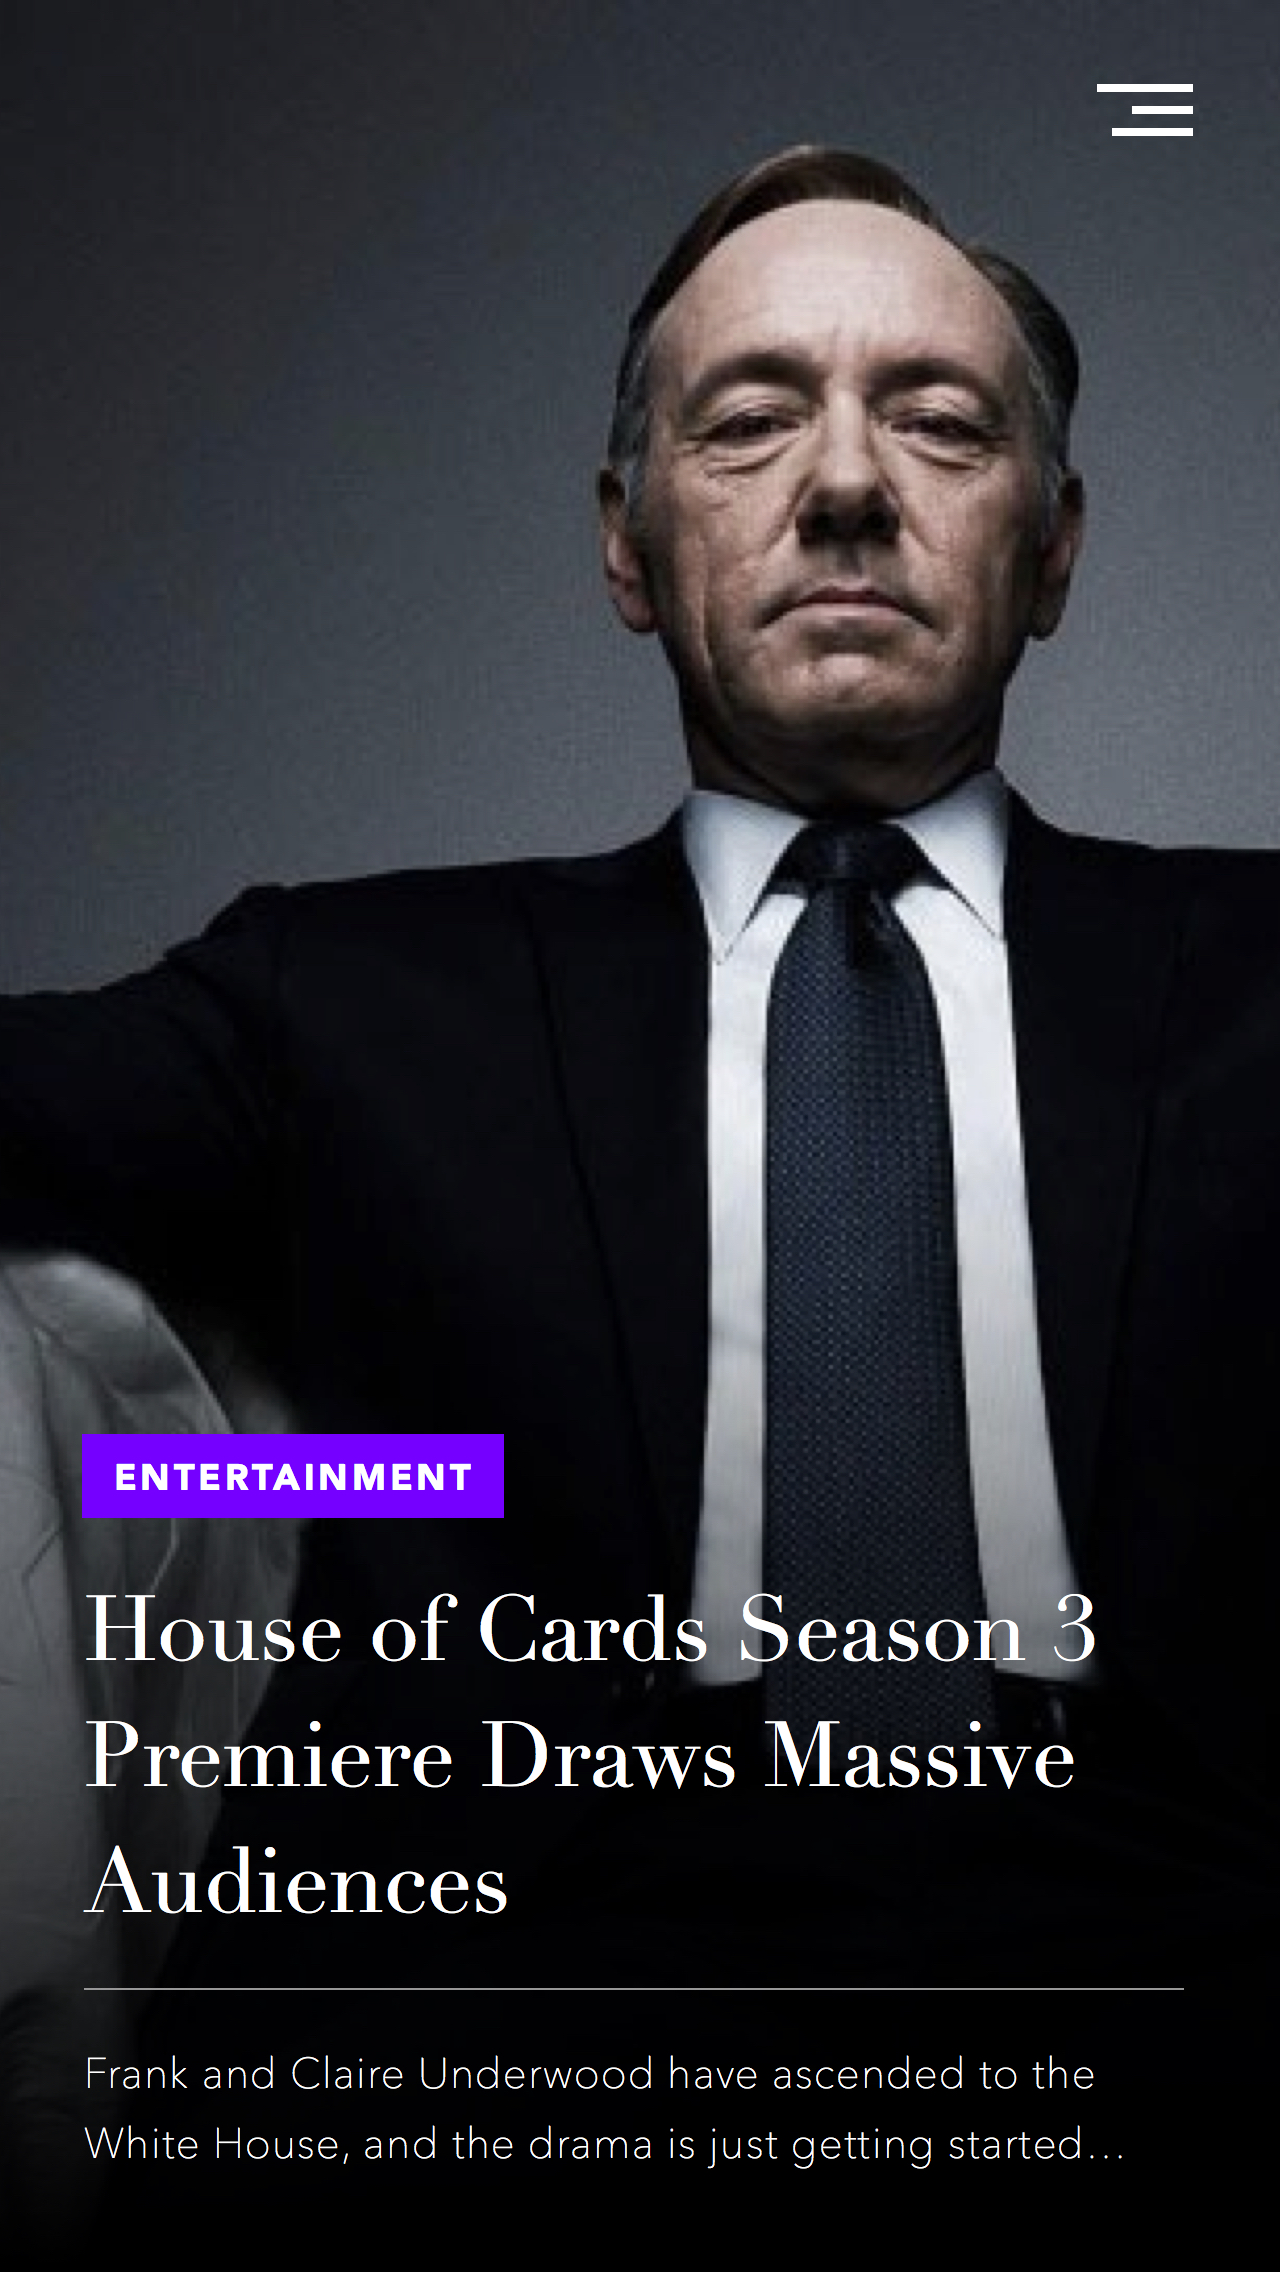 ENTERTAINMENT
House of Cards Season 3
Premiere Draws Massive
Audiences
Frank and Claire Underwood have ascended to the
White House, and the drama is just getting started...